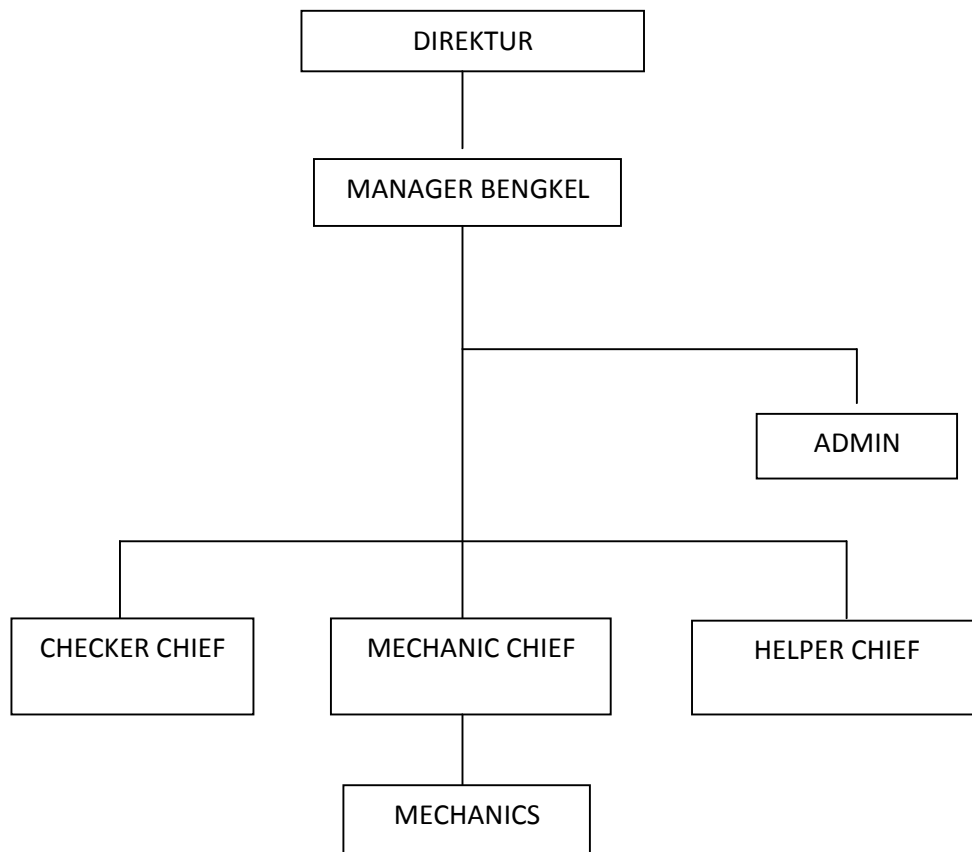 DIREKTUR
MANAGER BENGKEL
ADMIN
CHECKER CHIEF
MECHANIC CHIEF
HELPER CHIEF
MECHANICS